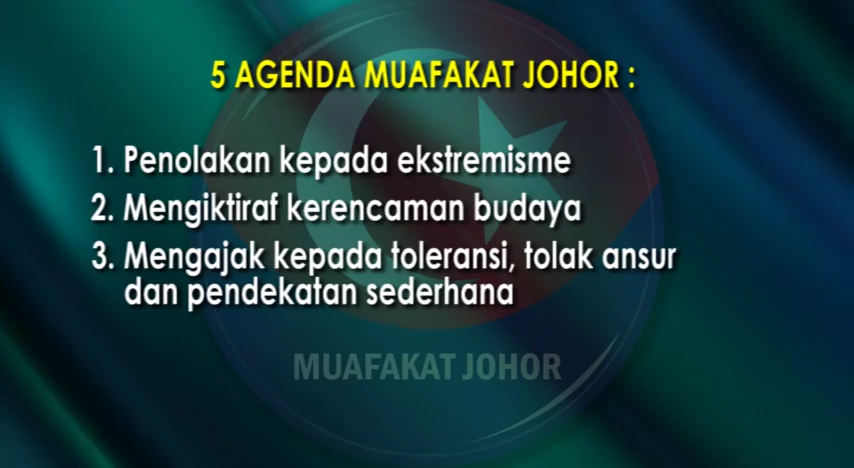 5 AGENDA MUAFAKAT JOHOR :
1. Penolakan kepada ekstremisme
2. Mengiktiraf kerencaman budaya
3. Mengajak kepada toleransi, tolak ansur
dan pendekatan sederhana
MUAFAKAT JOHOR